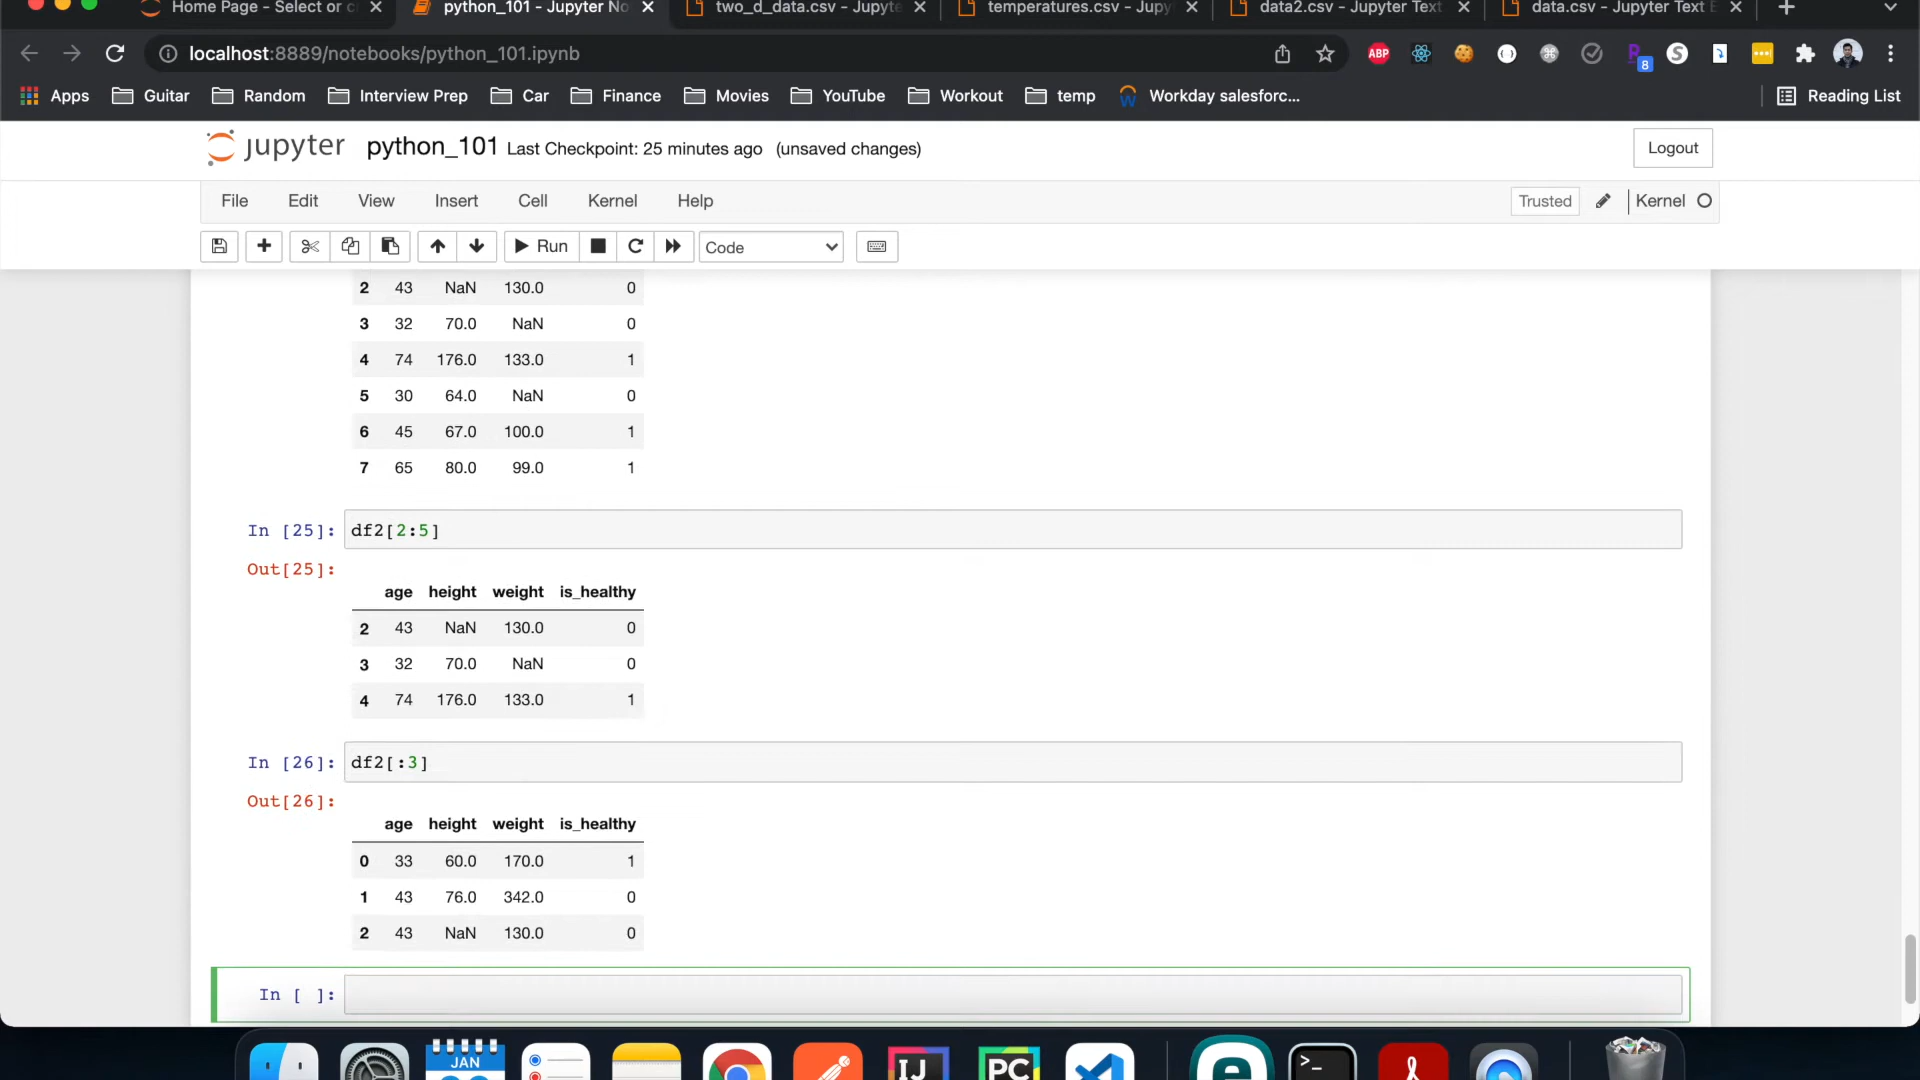 Home Page - Select or c
python_101 - Jupyter No
two_d_data.csv - Jupyte
temperatures.csv - Jupy
data2.csv - Jupyter Text
data.csv - Jupyter Text E
localhost:8889/notebooks/python_101.ipynb
ABP
8
Apps Guitar Random Interview Prep Car Finance Movies YouTube Workout temp Workday salesforc... Reading List
jupyter python_101 Last Checkpoint: 25 minutes ago (unsaved changes) Logout
File Edit View Insert Cell Kernel Help Trusted Kernel
Run Code
2 43 NaN 130.0 0
3 32 70.0 NaN 0
4 74 176.0 133.0 1
5 30 64.0 NaN 0
6 45 67.0 100.0 1
7 65 80.0 99.0 1
In [25]: df2[2:5]
Out[25]:
age height weight is_healthy
2 43 NaN 130.0 0
3 32 70.0 NaN 0
4 74 176.0 133.0 1
In [26]: df2[:3]
Out[26]:
age height weight is_healthy
0 33 60.0 170.0 1
1 43 76.0 342.0 0
2 43 NaN 130.0 0
In [ ]:
JAN
IJ
PC